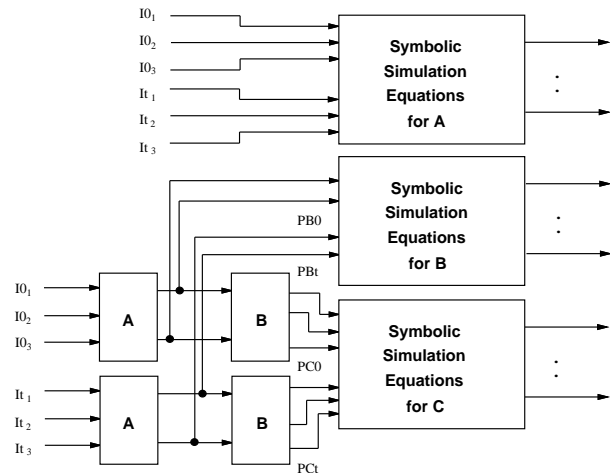 I0₁
I0₂
I0₃
It ₁
It ₂
It ₃
Symbolic
Simulation
Equations
for A
Symbolic
Simulation
Equations
for B
PB0
PBt
I0₁
I0₂
I0₃
A
B
Symbolic
Simulation
Equations
for C
PC0
It ₁
It ₂
It ₃
A
B
PCt